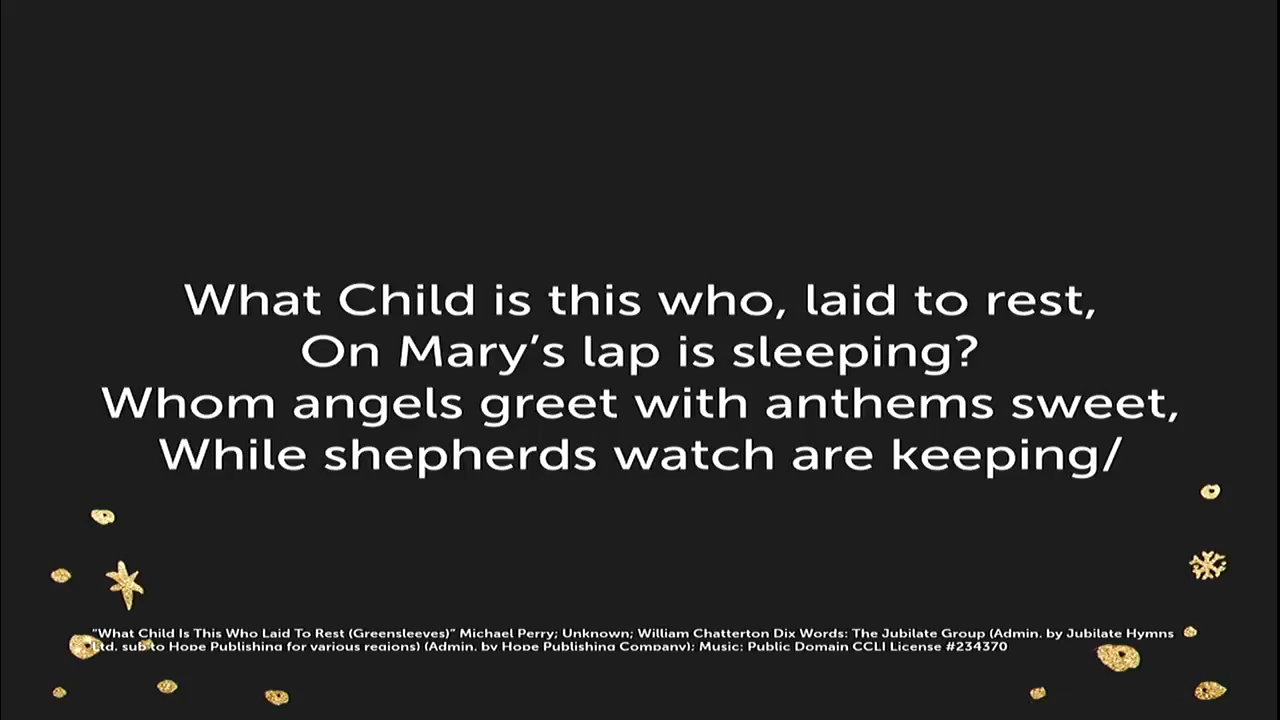 What Child is this who, laid to rest,
On Mary’s lap is sleeping?
Whom angels greet with anthems sweet,
While shepherds watch are keeping/
"What Child Is This Who Laid To Rest (Greensleeves)" Michael Perry; Unknown; William Chatterton Dix Words: The Jubilate Group (Admin. by Jubilate Hymns
Ltd. sub to Hope Publishing for various regions) (Admin. by Hope Publishing Company); Music: Public Domain CCLI License #234370